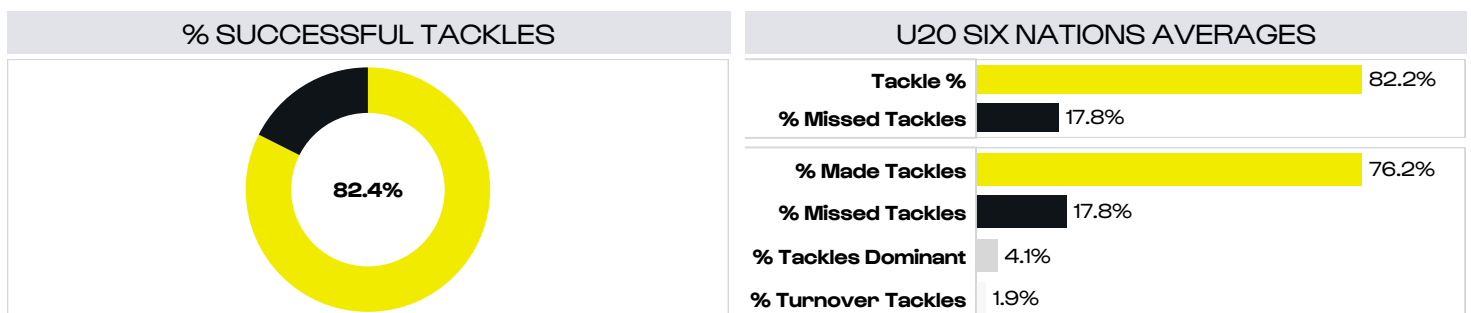 % SUCCESSFUL TACKLES
82.4%
U20 SIX NATIONS AVERAGES
Tackle % 82.2%
% Missed Tackles 17.8%
% Made Tackles 76.2%
% Missed Tackles 17.8%
% Tackles Dominant 4.1%
% Turnover Tackles 1.9%